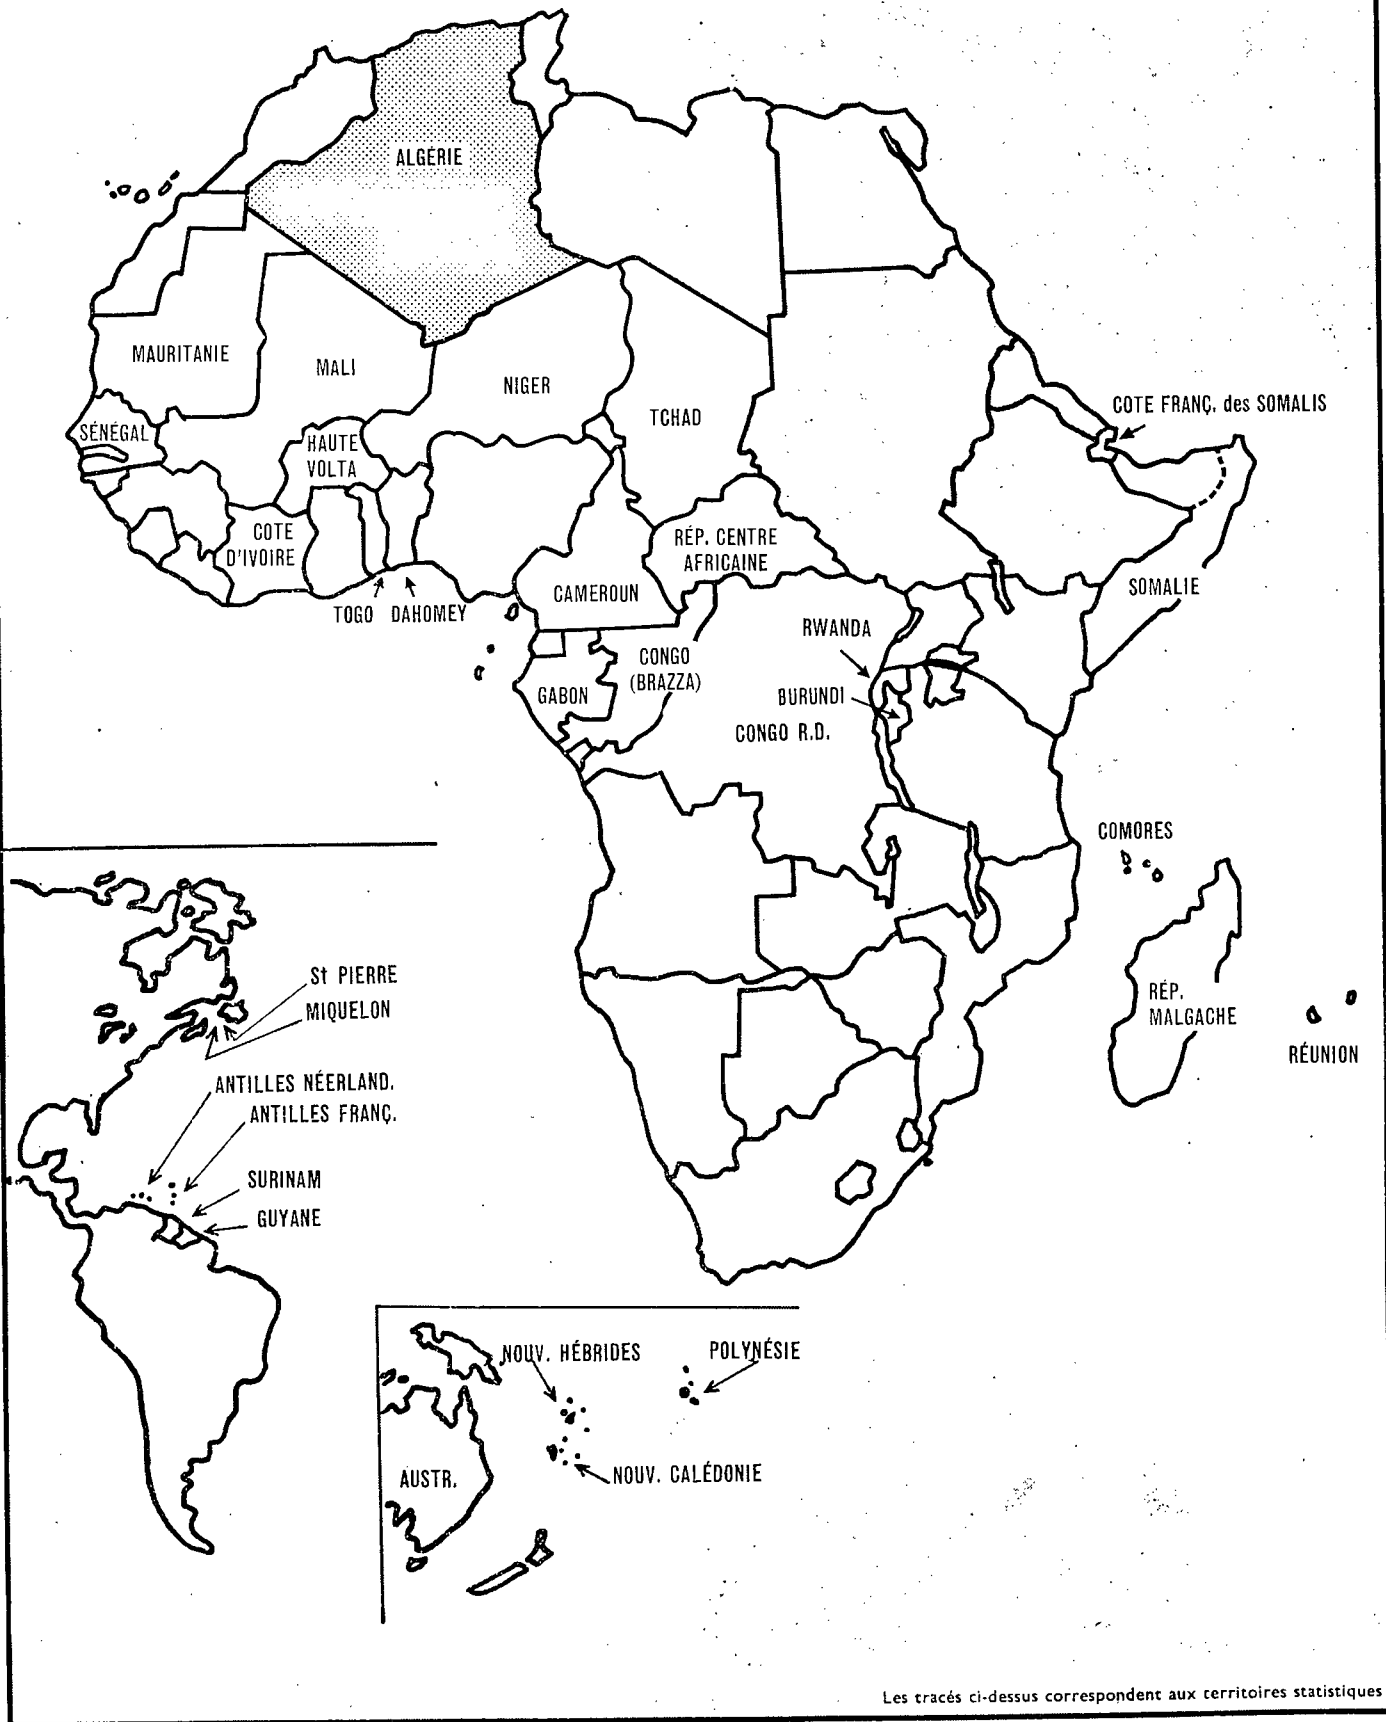 ALGÉRIE
MAURITANIE
MALI
NIGER
TCHAD
COTE FRANÇ. des SOMALIS
SÉNÉGAL
HAUTE
VOLTA
COTE
D'IVOIRE
RÉP. CENTRE
AFRICAINE
CAMEROUN
SOMALIE
TOGO
DAHOMEY
RWANDA
CONGO
(BRAZZA)
GABON
BURUNDI
CONGO R.D.
COMORES
St PIERRE
MIQUELON
RÉP.
MALGACHE
RÉUNION
ANTILLES NÉERLAND.
ANTILLES FRANÇ.
SURINAM
GUYANE
NOUV. HÉBRIDES
POLYNÉSIE
AUSTR.
NOUV. CALÉDONIE
Les tracés ci-dessus correspondent aux territoires statistiques